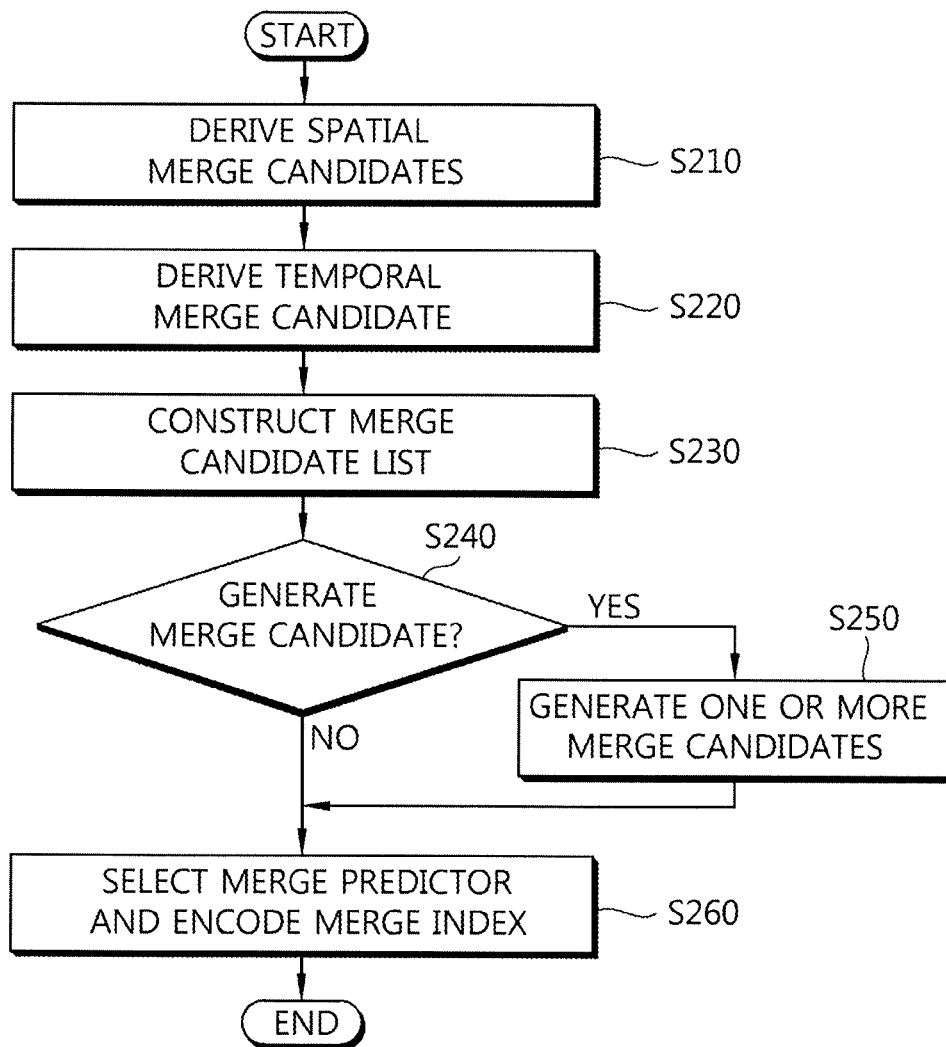 START
DERIVE SPATIAL
MERGE CANDIDATES
S210
DERIVE TEMPORAL
MERGE CANDIDATE
S220
CONSTRUCT MERGE
CANDIDATE LIST
S230
S240
GENERATE
MERGE CANDIDATE?
YES
S250
GENERATE ONE OR MORE
MERGE CANDIDATES
NO
SELECT MERGE PREDICTOR
AND ENCODE MERGE INDEX
S260
END